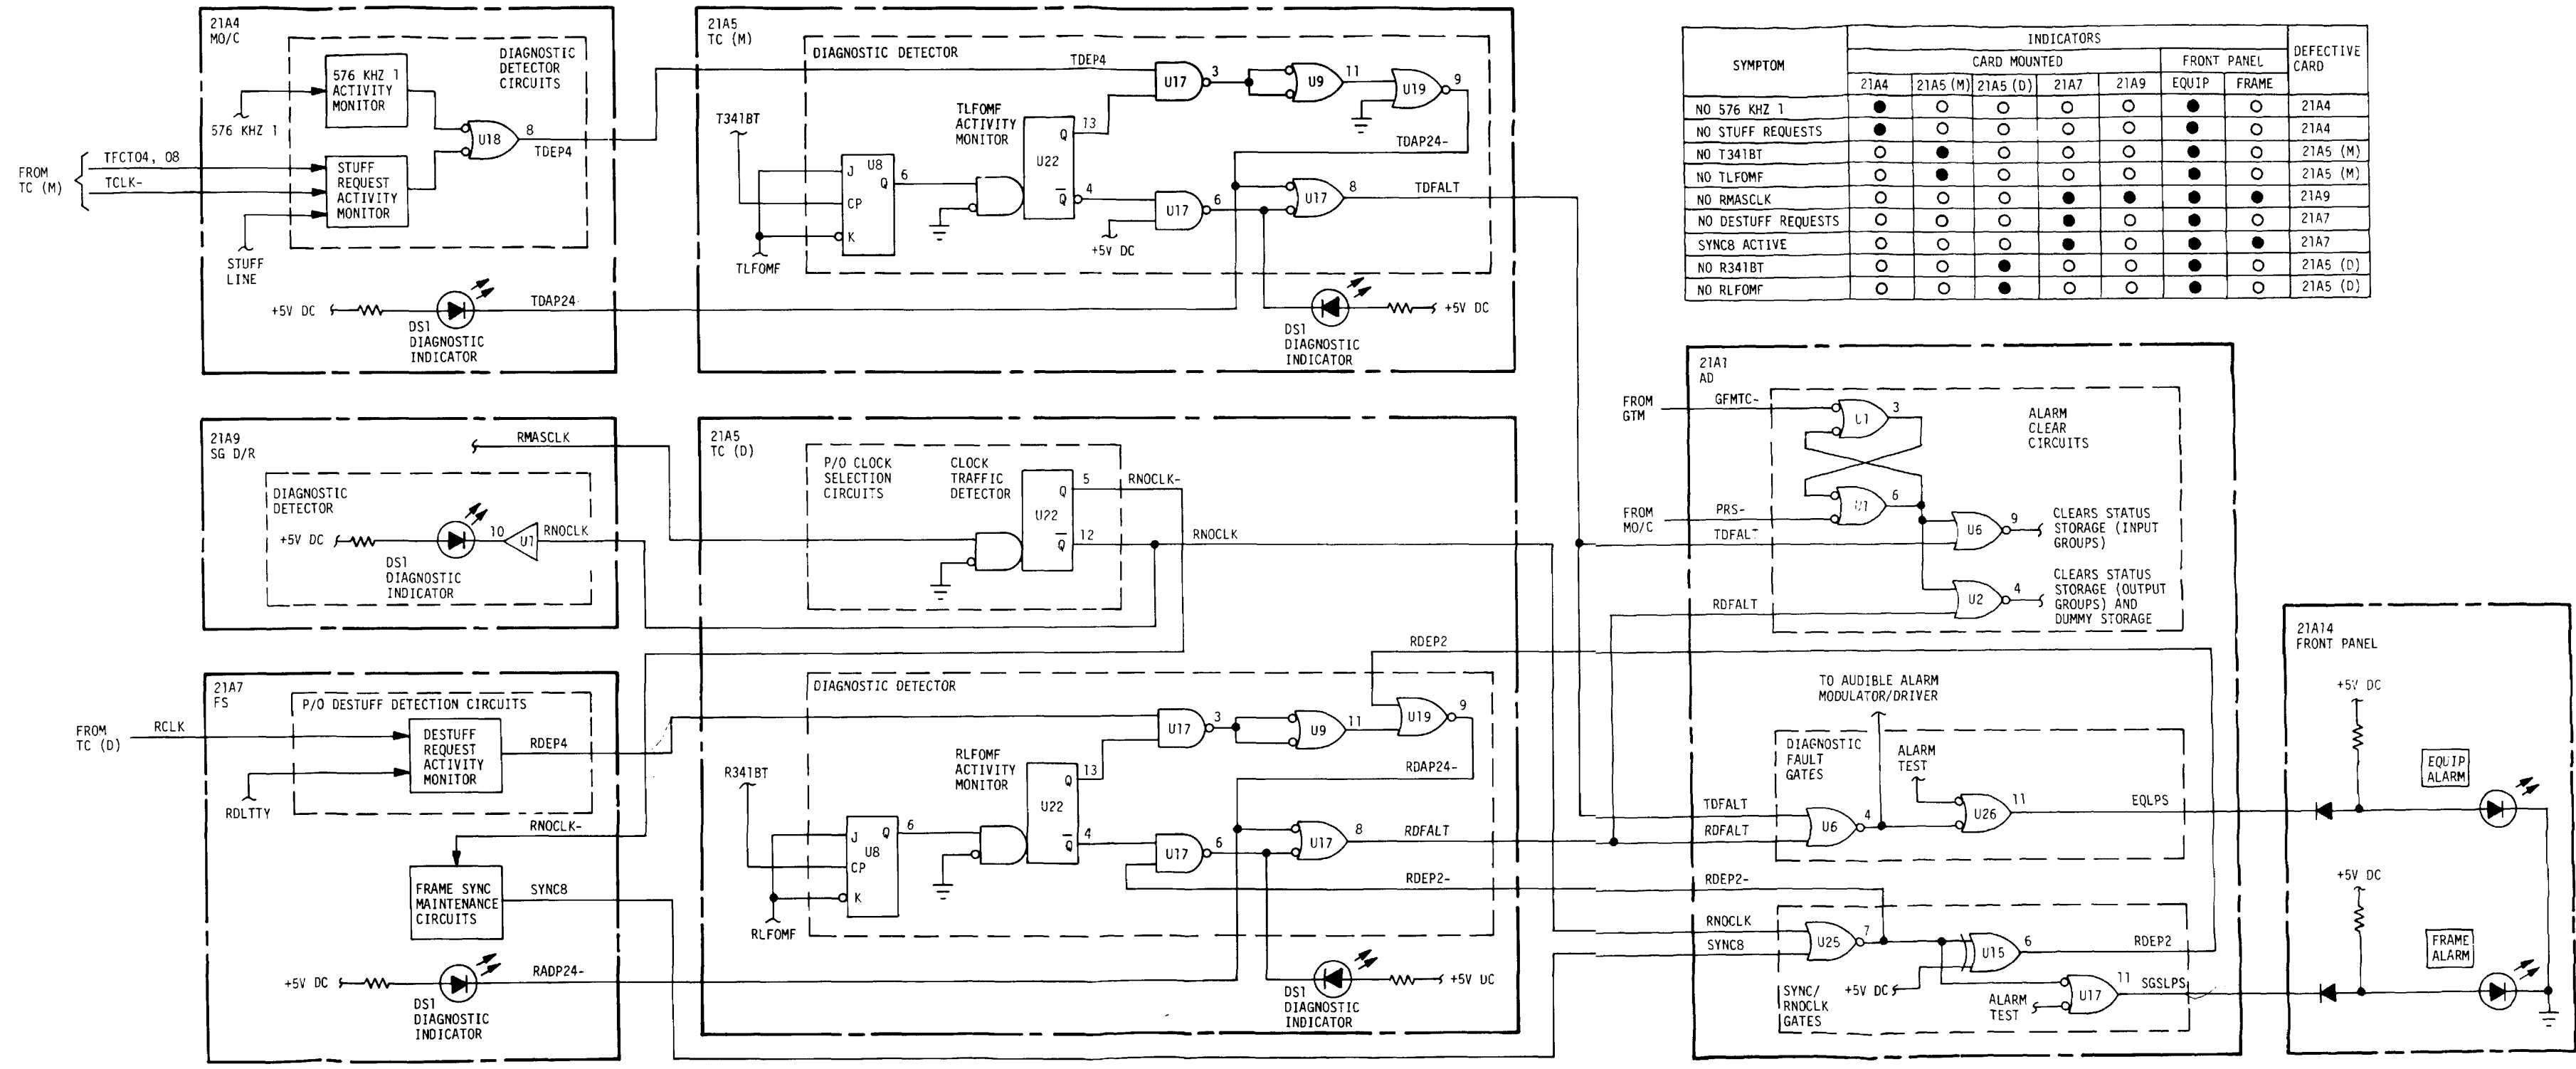 21A4
MO/C
DIAGNOSTIC
DETECTOR
CIRCUITS
576 KHZ 1
ACTIVITY
MONITOR
576 KHZ 1
U18
8
TDEP4
FROM
TC (M)
TFCT04, 08
TCLK-
STUFF
REQUEST
ACTIVITY
MONITOR
STUFF
LINE
+5V DC
DS1
DIAGNOSTIC
INDICATOR
TDAP24-
21A5
TC (M)
DIAGNOSTIC DETECTOR
TDEP4
T341BT
TLFOMF
ACTIVITY
MONITOR
J
U8
Q
CP
K
6
TLFOMF
Q
13
U22
Q
4
U17
3
U9
11
U19
9
TDAP24-
U17
6
+5V DC
U17
8
TDFALT
DS1
DIAGNOSTIC
INDICATOR
+5V DC
SYMPTOM
INDICATORS
CARD MOUNTED
FRONT PANEL
DEFECTIVE
CARD
21A4 21A5 (M) 21A5 (D) 21A7 21A9 EQUIP FRAME
NO 576 KHZ 1 ● ○ ○ ○ ○ ● ○ 21A4
NO STUFF REQUESTS ● ○ ○ ○ ○ ● ○ 21A4
NO T341BT ○ ● ○ ○ ○ ● ○ 21A5 (M)
NO TLFOMF ○ ● ○ ○ ○ ● ○ 21A5 (M)
NO RMASCLK ○ ○ ○ ● ● ● ● 21A9
NO DESTUFF REQUESTS ○ ○ ○ ● ○ ● ○ 21A7
SYNC8 ACTIVE ○ ○ ○ ● ○ ● ● 21A7
NO R341BT ○ ○ ● ○ ○ ● ○ 21A5 (D)
NO RLFOMF ○ ○ ● ○ ○ ● ○ 21A5 (D)
21A9
SG D/R
RMASCLK
DIAGNOSTIC
DETECTOR
+5V DC
10
U1
RNOCLK
DS1
DIAGNOSTIC
INDICATOR
21A5
TC (D)
P/O CLOCK
SELECTION
CIRCUITS
CLOCK
TRAFFIC
DETECTOR
Q
5
RNOCLK-
U22
Q
12
RNOCLK
21A7
FS
P/O DESTUFF DETECTION CIRCUITS
FROM
TC (D)
RCLK
DESTUFF
REQUEST
ACTIVITY
MONITOR
RDEP4
RDLTTY
RNOCLK-
FRAME SYNC
MAINTENANCE
CIRCUITS
SYNC8
+5V DC
RADP24-
DS1
DIAGNOSTIC
INDICATOR
DIAGNOSTIC DETECTOR
R341BT
RLFOMF
ACTIVITY
MONITOR
J
U8
Q
CP
K
6
RLFOMF
Q
13
U22
Q
4
U17
3
U9
11
U19
9
RDEP2
RDAP24-
U17
6
U17
8
RDFALT
RDEP2-
DS1
DIAGNOSTIC
INDICATOR
21A1
AD
FROM
GTM
GFMTC-
U1
3
ALARM
CLEAR
CIRCUITS
FROM
MO/C
PRS-
6
TDFALT
U6
9
CLEARS STATUS
STORAGE (INPUT
GROUPS)
RDFALT
U2
4
CLEARS STATUS
STORAGE (OUTPUT
GROUPS) AND
DUMMY STORAGE
TO AUDIBLE ALARM
MODULATOR/DRIVER
DIAGNOSTIC
FAULT
GATES
ALARM
TEST
TDFALT
RDFALT
U6
4
U26
11
EQLPS
RDEP2-
RNOCLK
SYNC8
U25
7
U15
6
RDEP2
SYNC/
RNOCLK
GATES
+5V DC
ALARM
TEST
U17
11
SGSLPS
21A14
FRONT PANEL
+5V DC
EQUIP
ALARM
+5V DC
FRAME
ALARM